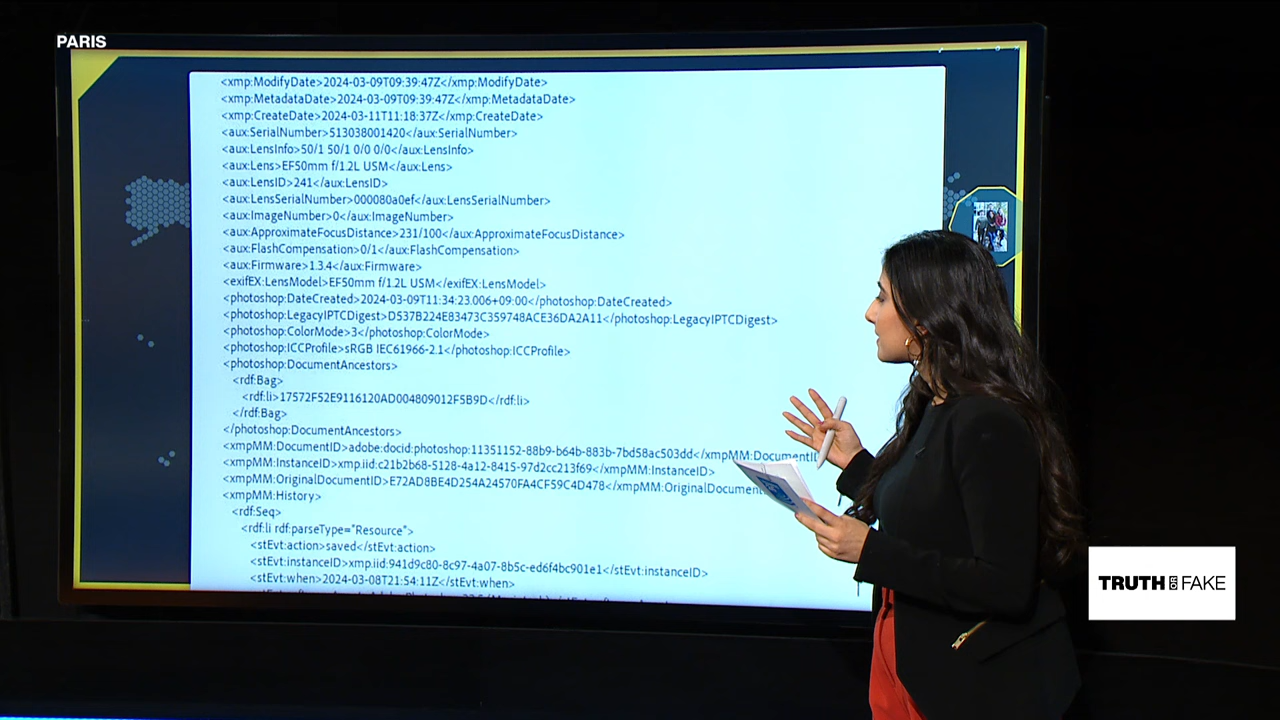 PARIS
<xmp:ModifyDate>2024-03-09T09:39:47Z</xmp:ModifyDate>
<xmp:MetadataDate>2024-03-09T09:39:47Z</xmp:MetadataDate>
<xmp:CreateDate>2024-03-11T11:18:37Z</xmp:CreateDate>
<aux:SerialNumber>513038001420</aux:SerialNumber>
<aux:LensInfo>50/1 50/1 0/0 0/0</aux:LensInfo>
<aux:Lens>EF50mm f/1.2L USM</aux:Lens>
<aux:LensID>241</aux:LensID>
<aux:LensSerialNumber>000080a0ef</aux:LensSerialNumber>
<aux:ImageNumber>0</aux:ImageNumber>
<aux:ApproximateFocusDistance>231/100</aux:ApproximateFocusDistance>
<aux:FlashCompensation>0/1</aux:FlashCompensation>
<aux:Firmware>1.3.4</aux:Firmware>
<exifEX:LensModel>EF50mm f/1.2L USM</exifEX:LensModel>
<photoshop:DateCreated>2024-03-09T11:34:23.006+09:00</photoshop:DateCreated>
<photoshop:LegacyIPTCDigest>D537B224E83473C359748ACE36DA2A11</photoshop:LegacyIPTCDigest>
<photoshop:ColorMode>3</photoshop:ColorMode>
<photoshop:ICCProfile>sRGB IEC61966-2.1</photoshop:ICCProfile>
<photoshop:DocumentAncestors>
<rdf:Bag>
<rdf:li>17572F52E9116120AD004809012F5B9D</rdf:li>
</rdf:Bag>
</photoshop:DocumentAncestors>
<xmpMM:DocumentID>adobe:docid:photoshop:11351152-88b9-b64b-883b-7bd58ac503dd</xmpMM:DocumentID
<xmpMM:InstanceID>xmp.iid:c21b2b68-5128-4a12-8415-97d2cc213f69</xmpMM:InstanceID>
<xmpMM:OriginalDocumentID>E72AD8BE4D254A24570FA4CF59C4D478</xmpMM:OriginalDocument
<xmpMM:History>
<rdf:Seq>
<rdf:li rdf:parseType="Resource">
<stEvt:action>saved</stEvt:action>
<stEvt:instanceID>xmp.iid:941d9c80-8c97-4a07-8b5c-ed6f4bc901e1</stEvt:instanceID>
<stEvt:when>2024-03-08T21:54:11Z</stEvt:when>
TRUTH OR FAKE